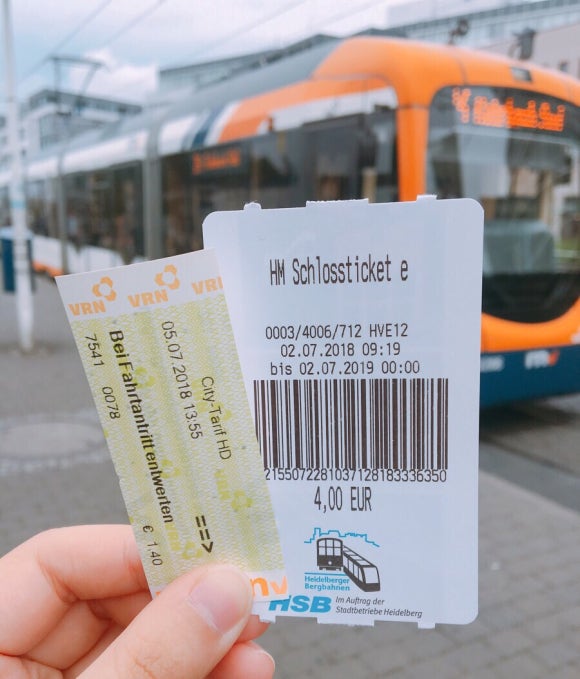 VRN VRN VRN
City-Tarif HD
05.07.2018 13:55 ==>
Bei Fahrtantritt entwerten
7541 0078 € 1,40
HM Schlossticket e
0003/4006/712 HVE12
02.07.2018 09:19
bis 02.07.2019 00:00
4,00 EUR
Heidelberger
Bergbahnen
HSB Im Auftrag der
Stadtbetriebe Heidelberg